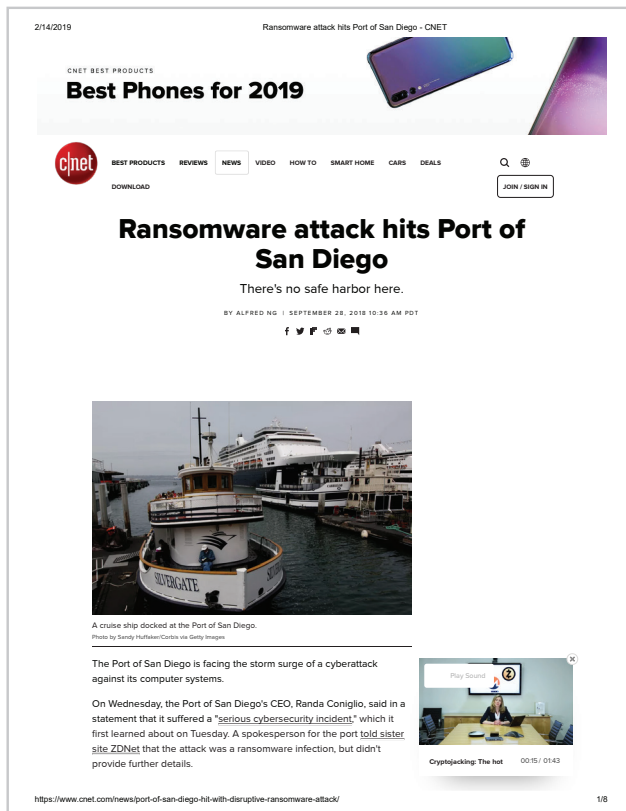 2/14/2019
Ransomware attack hits Port of San Diego - CNET
CNET BEST PRODUCTS
Best Phones for 2019
c|net
BEST PRODUCTS REVIEWS NEWS VIDEO HOW TO SMART HOME CARS DEALS
DOWNLOAD
JOIN / SIGN IN
Ransomware attack hits Port of
San Diego
There's no safe harbor here.
BY ALFRED NG | SEPTEMBER 28, 2018 10:36 AM PDT
SILVERGATE
A cruise ship docked at the Port of San Diego.
Photo by Sandy Huffaker/Corbis via Getty Images
The Port of San Diego is facing the storm surge of a cyberattack
against its computer systems.
On Wednesday, the Port of San Diego's CEO, Randa Coniglio, said in a
statement that it suffered a "serious cybersecurity incident," which it
first learned about on Tuesday. A spokesperson for the port told sister
site ZDNet that the attack was a ransomware infection, but didn't
provide further details.
Play Sound
Cryptojacking: The hot 00:15 / 01:43
https://www.cnet.com/news/port-of-san-diego-hit-with-disruptive-ransomware-attack/
1/8